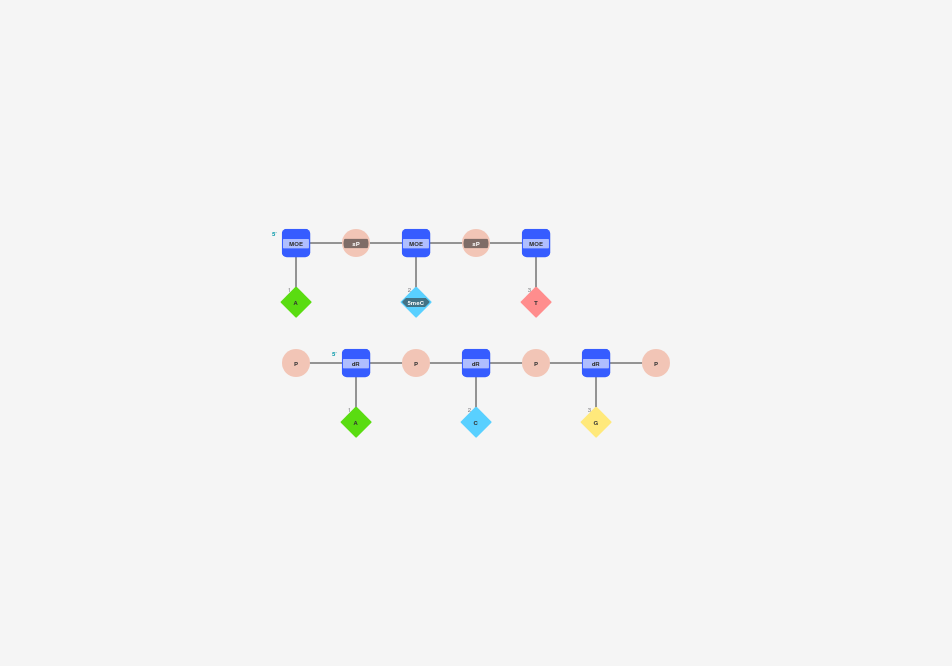 5'
MOE sP MOE sP MOE
1 2 3
A 5meC T
5'
P dR P dR P dR P
1 2 3
A C G